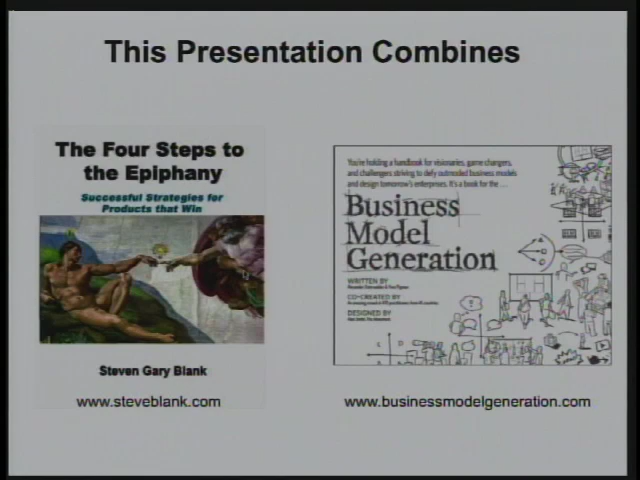 This Presentation Combines
The Four Steps to
the Epiphany
Successful Strategies for
Products that Win
Steven Gary Blank
www.steveblank.com
You're holding a handbook for visionaries, game changers,
and challengers striving to defy outmoded business models
and design tomorrow's enterprises. It's a book for the ...
Business
Model
Generation
WRITTEN BY
CO-CREATED BY
DESIGNED BY
www.businessmodelgeneration.com